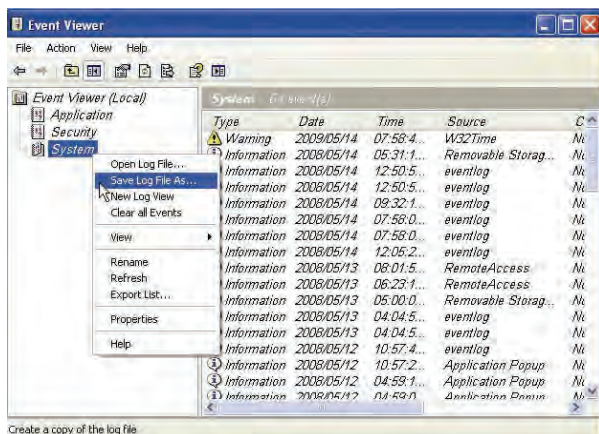 Event Viewer
File Action View Help
Event Viewer (Local)
Application
Security
System
Open Log File...
Save Log File As...
New Log View
Clear all Events
View
Rename
Refresh
Export List...
Properties
Help
System
Type Date Time Source
Warning 2009/05/14 07:58:4... W32Time
Information 2008/05/14 05:31:1... Removable Storag...
Information 2008/05/14 12:50:5... eventlog
Information 2008/05/14 12:50:5... eventlog
Information 2008/05/14 09:32:1... eventlog
Information 2008/05/14 07:58:0... eventlog
Information 2008/05/14 07:58:0... eventlog
Information 2008/05/14 12:05:2... eventlog
Information 2008/05/13 08:01:5... RemoteAccess
Information 2008/05/13 06:23:1... RemoteAccess
Information 2008/05/13 05:00:0... Removable Storag...
Information 2008/05/13 04:04:5... eventlog
Information 2008/05/13 04:04:5... eventlog
Information 2008/05/12 10:57:4... eventlog
Information 2008/05/12 10:57:2... Application Popup
Information 2008/05/12 04:59:1... Application Popup
Information 2008/05/12 04:59:0... Application Popup
Create a copy of the log file